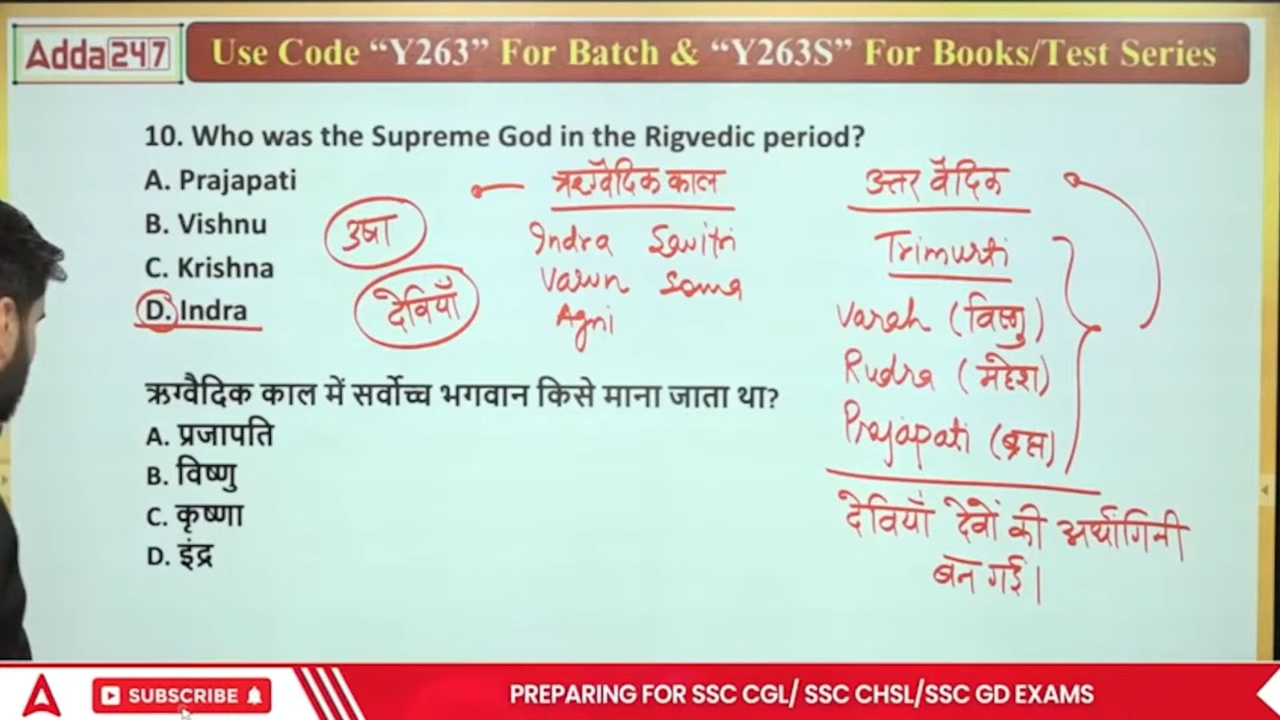 Adda247
Use Code “Y263” For Batch & “Y263S” For Books/Test Series
10. Who was the Supreme God in the Rigvedic period?
A. Prajapati
B. Vishnu
C. Krishna
D. Indra
उषा
देवियाँ
ऋग्वैदिक काल
Indra Savitri
Varun Soma
Agni
उत्तर वैदिक
Trimurti
Varah (विष्णु)
Rudra (महेश)
Prajapati (ब्रह्म)
देवियाँ देवों की अर्धांगिनी
बन गई।
ऋग्वैदिक काल में सर्वोच्च भगवान किसे माना जाता था?
A. प्रजापति
B. विष्णु
C. कृष्णा
D. इंद्र
SUBSCRIBE
PREPARING FOR SSC CGL/ SSC CHSL/SSC GD EXAMS